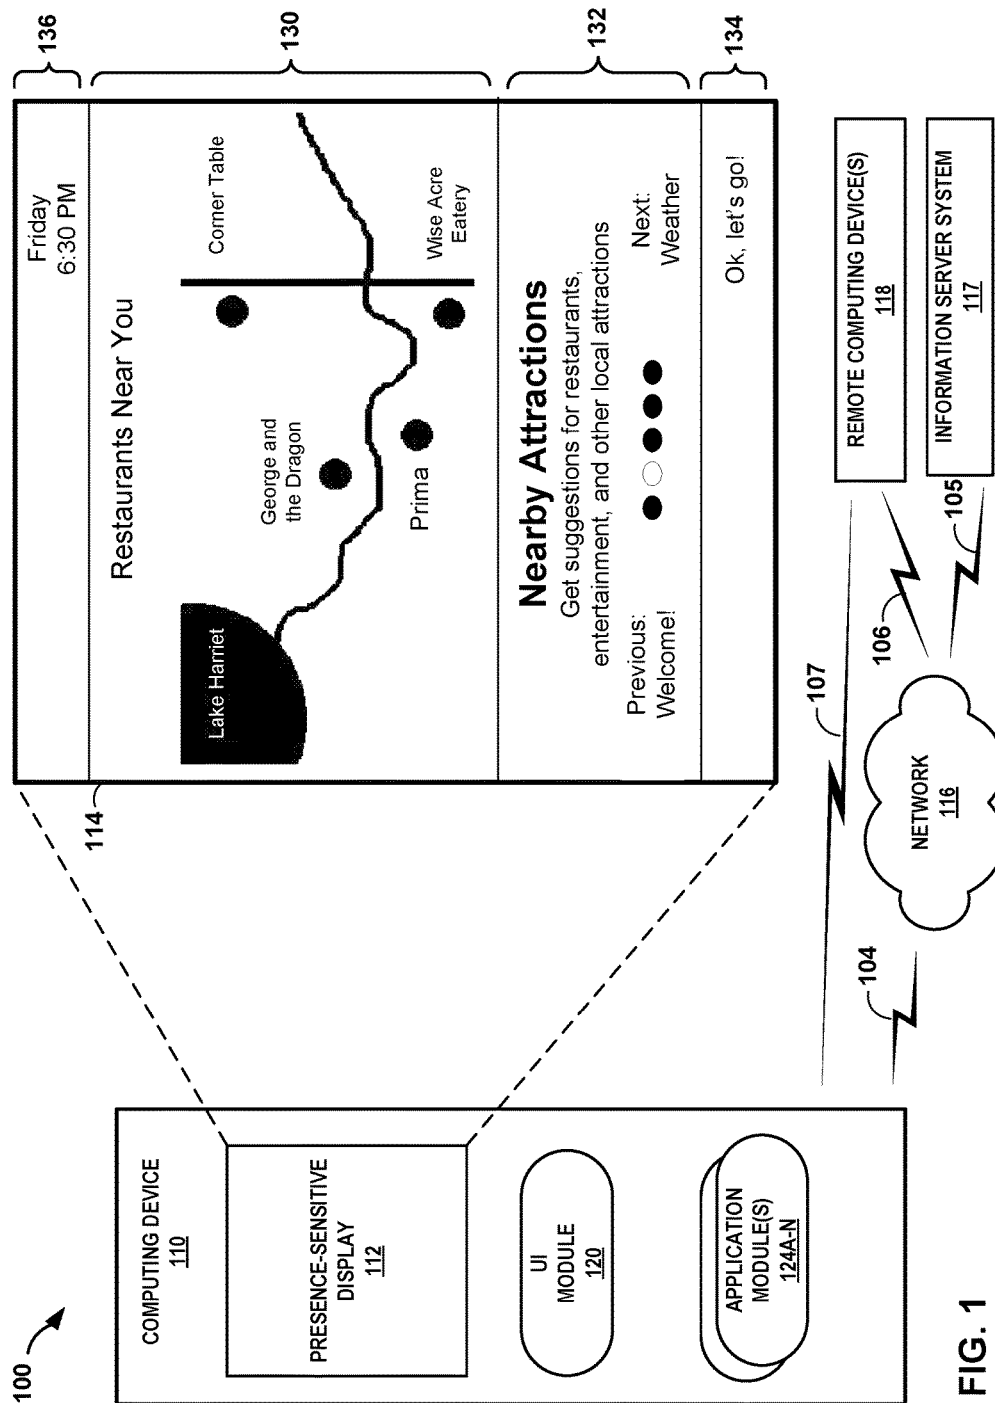 100
COMPUTING DEVICE
110
PRESENCE-SENSITIVE
DISPLAY
112
UI
MODULE
120
APPLICATION
MODULE(S)
124A-N
114
Friday
6:30 PM
136
Restaurants Near You
Lake Harriet
George and
the Dragon
Prima
Corner Table
Wise Acre
Eatery
130
Nearby Attractions
Get suggestions for restaurants,
entertainment, and other local attractions
Previous:
Welcome!
Next:
Weather
132
Ok, let's go!
134
104
107
106
105
NETWORK
116
REMOTE COMPUTING DEVICE(S)
118
INFORMATION SERVER SYSTEM
117
FIG. 1